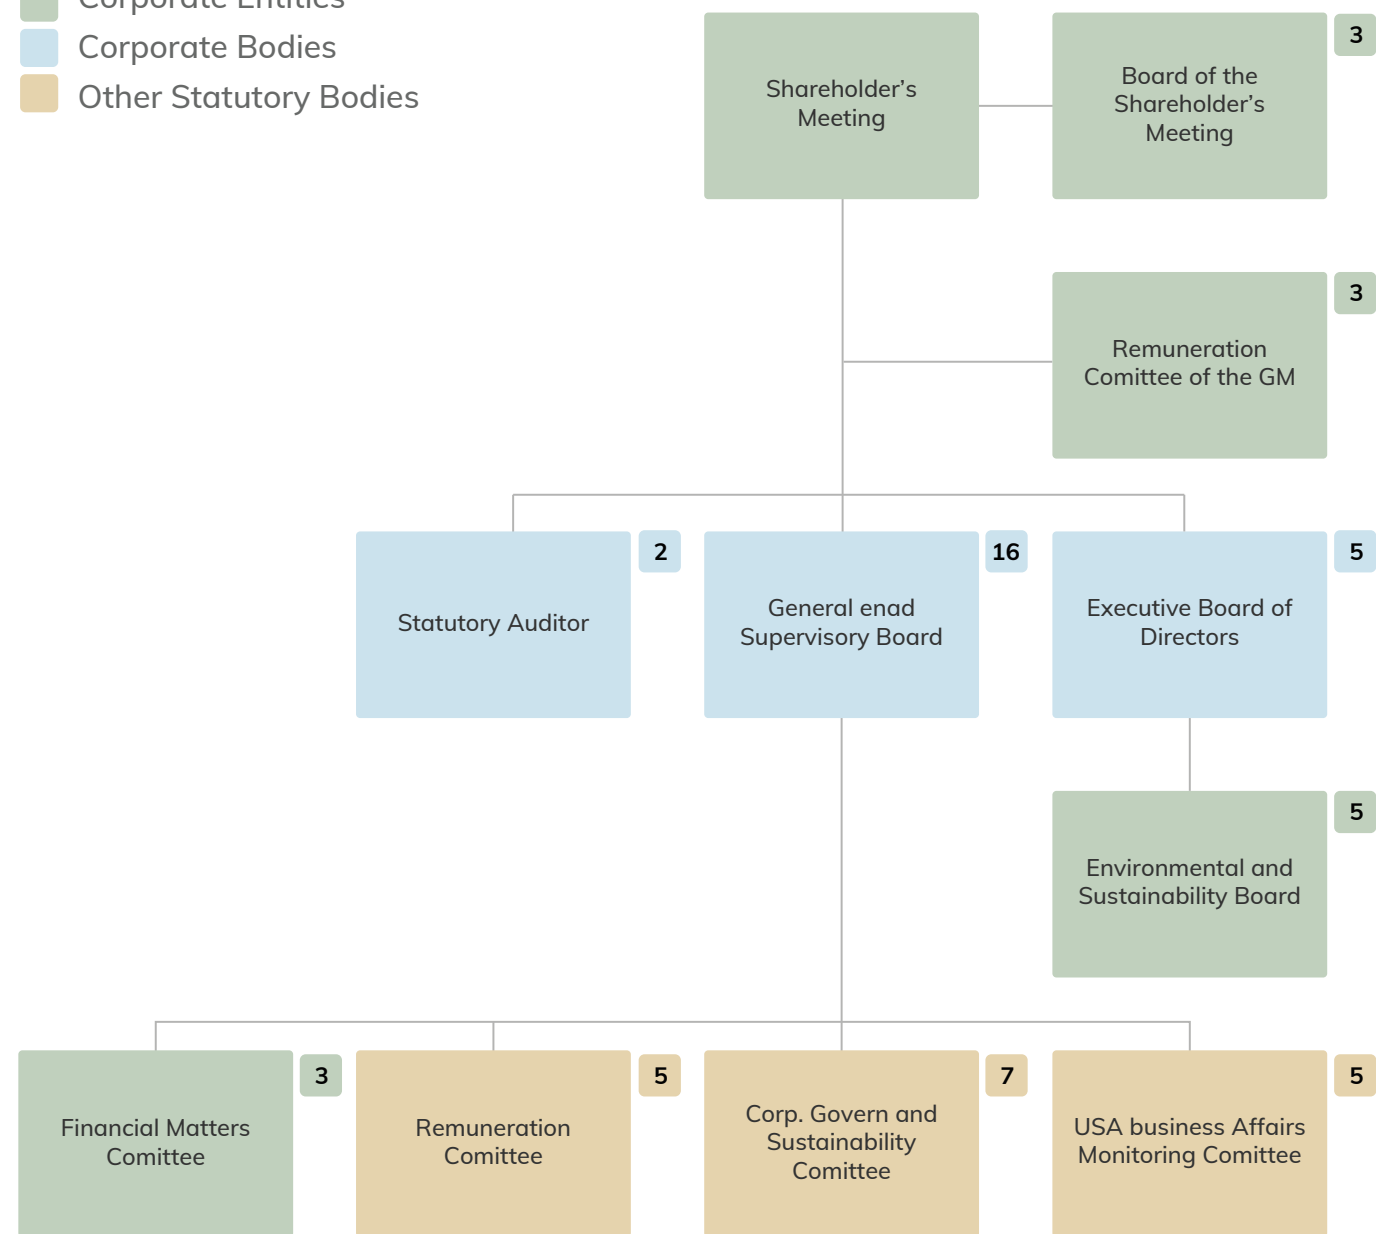 Corporate Entities
Corporate Bodies
Other Statutory Bodies
Shareholder’s
Meeting
Board of the
Shareholder’s
Meeting
3
Remuneration
Comittee of the GM
3
Statutory Auditor
2
General enad
Supervisory Board
16
Executive Board of
Directors
5
Environmental and
Sustainability Board
5
Financial Matters
Comittee
3
Remuneration
Comittee
5
Corp. Govern and
Sustainability
Comittee
7
USA business Affairs
Monitoring Comittee
5